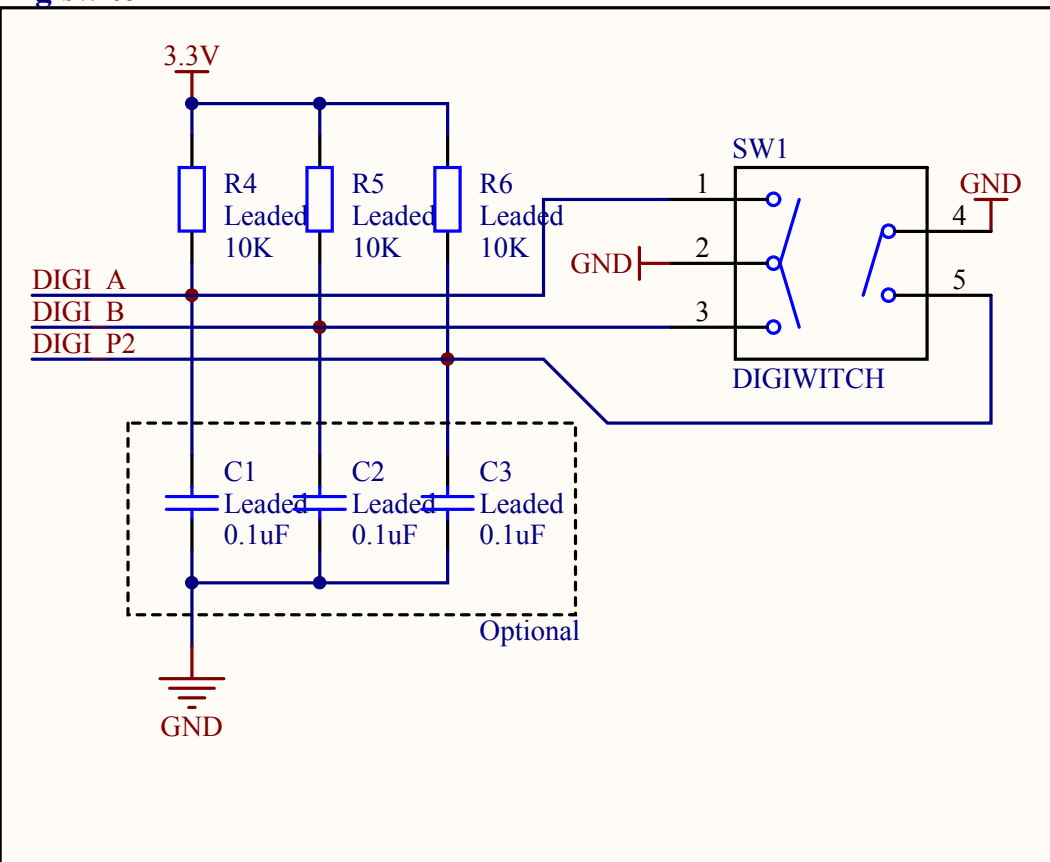 3.3V
R4
Leaded
10K
R5
Leaded
10K
R6
Leaded
10K
SW1
1
2
3
4
5
GND
GND
DIGIWITCH
DIGI_A
DIGI_B
DIGI_P2
C1
Leaded
0.1uF
C2
Leaded
0.1uF
C3
Leaded
0.1uF
Optional
GND